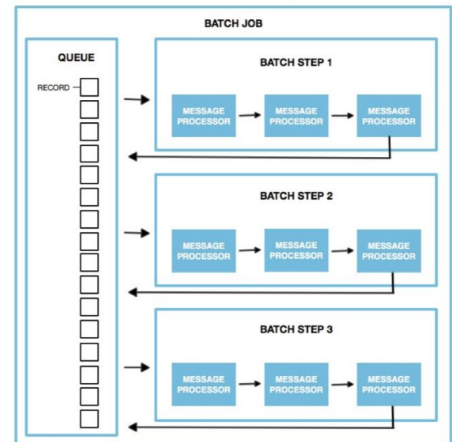 BATCH JOB
QUEUE
RECORD
BATCH STEP 1
MESSAGE
PROCESSOR
MESSAGE
PROCESSOR
MESSAGE
PROCESSOR
BATCH STEP 2
MESSAGE
PROCESSOR
MESSAGE
PROCESSOR
MESSAGE
PROCESSOR
BATCH STEP 3
MESSAGE
PROCESSOR
MESSAGE
PROCESSOR
MESSAGE
PROCESSOR